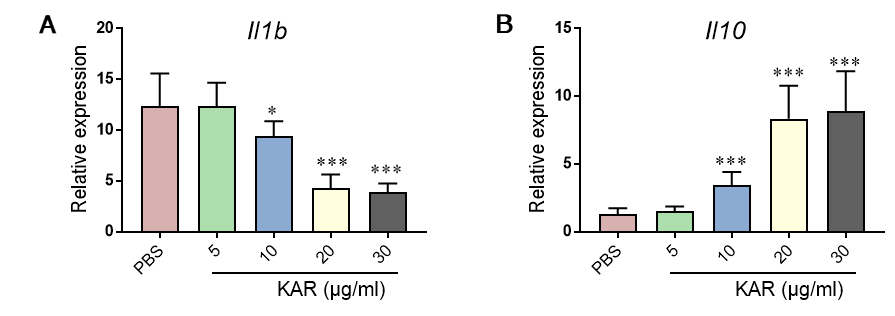 A
Il1b
Relative expression
20
15
10
5
0
*
***
***
PBS
5
10
20
30
KAR (μg/ml)
B
Il10
Relative expression
15
10
5
0
***
***
***
PBS
5
10
20
30
KAR (μg/ml)